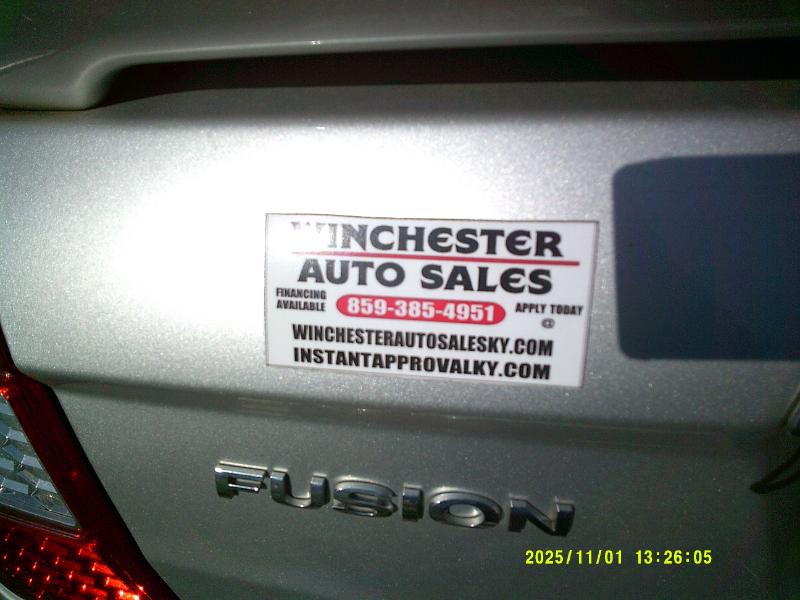 WINCHESTER
AUTO SALES
FINANCING
AVAILABLE
859-385-4951
APPLY TODAY
@
WINCHESTERAUTOSALESKY.COM
INSTANTAPPROVALKY.COM
FUSION
2025/11/01 13:26:05